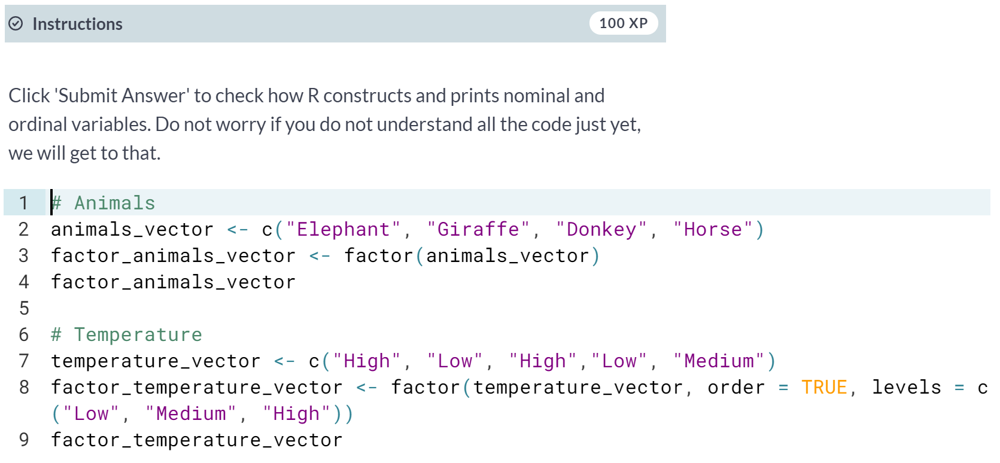 Instructions
100 XP
Click 'Submit Answer' to check how R constructs and prints nominal and
ordinal variables. Do not worry if you do not understand all the code just yet,
we will get to that.
1 # Animals
2 animals_vector <- c("Elephant", "Giraffe", "Donkey", "Horse")
3 factor_animals_vector <- factor(animals_vector)
4 factor_animals_vector
5
6 # Temperature
7 temperature_vector <- c("High", "Low", "High","Low", "Medium")
8 factor_temperature_vector <- factor(temperature_vector, order = TRUE, levels = c
("Low", "Medium", "High"))
9 factor_temperature_vector